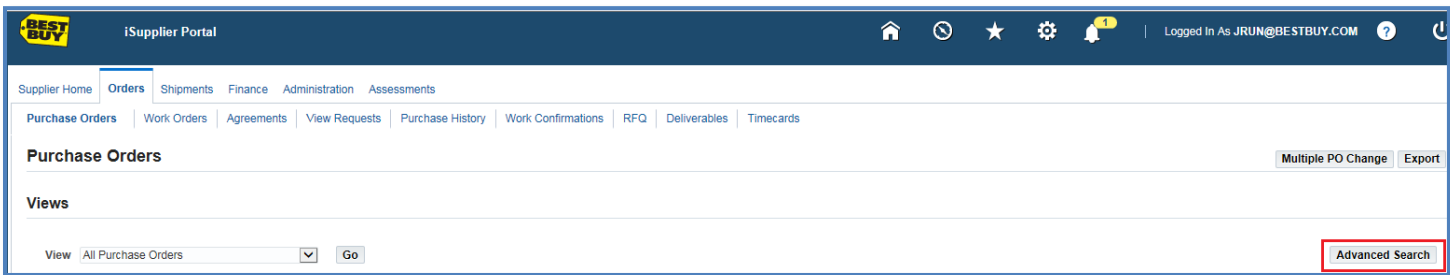 BEST
BUY
iSupplier Portal
1
Logged In As JRUN@BESTBUY.COM
?
Supplier Home Orders Shipments Finance Administration Assessments
Purchase Orders Work Orders Agreements View Requests Purchase History Work Confirmations RFQ Deliverables Timecards
Purchase Orders
Multiple PO Change Export
Views
View All Purchase Orders Go Advanced Search